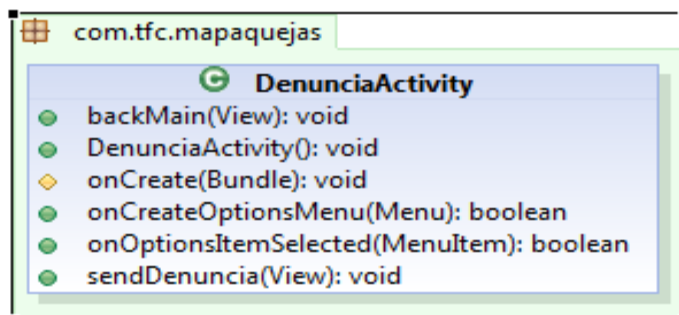 com.tfc.mapaquejas
DenunciaActivity
backMain(View): void
DenunciaActivity(): void
onCreate(Bundle): void
onCreateOptionsMenu(Menu): boolean
onOptionsItemSelected(MenuItem): boolean
sendDenuncia(View): void